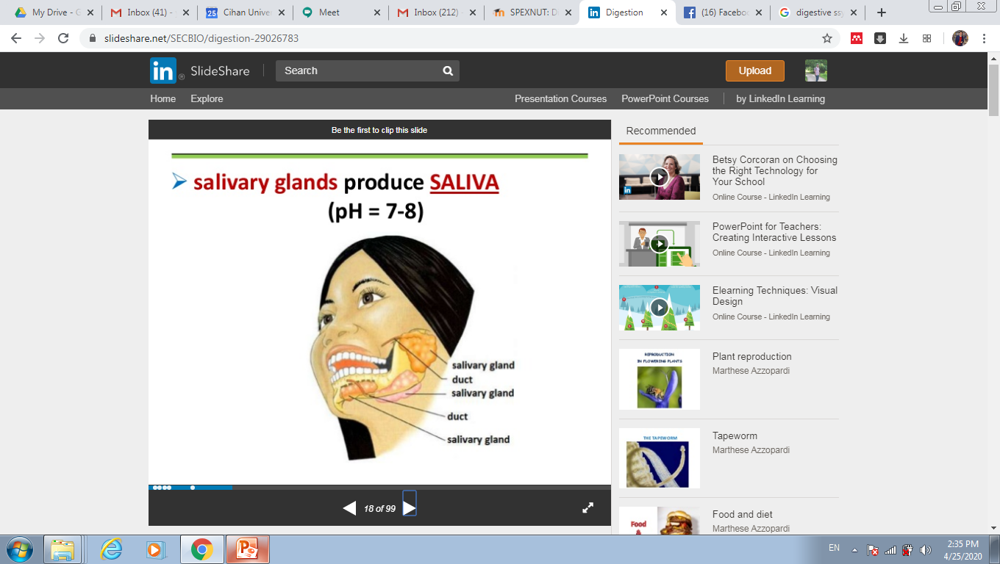 My Drive - G
Inbox (41) -
25
Cihan Univer
Meet
Inbox (212)
SPEXNUT: D
in
Digestion
(16) Facebo
digestive ssy
slideshare.net/SECBIO/digestion-29026783
in ® SlideShare
Search
Upload
Home
Explore
Presentation Courses
PowerPoint Courses
by LinkedIn Learning
Be the first to clip this slide
salivary glands produce SALIVA
(pH = 7-8)
salivary gland
duct
salivary gland
duct
salivary gland
18 of 99
Recommended
in
Betsy Corcoran on Choosing
the Right Technology for
Your School
Online Course - LinkedIn Learning
PowerPoint for Teachers:
Creating Interactive Lessons
Online Course - LinkedIn Learning
Elearning Techniques: Visual
Design
Online Course - LinkedIn Learning
REPRODUCTION
IN FLOWERING PLANTS
Plant reproduction
Marthese Azzopardi
THE TAPEWORM
Tapeworm
Marthese Azzopardi
Food
&
Food and diet
Marthese Azzopardi
EN
2:35 PM
4/25/2020